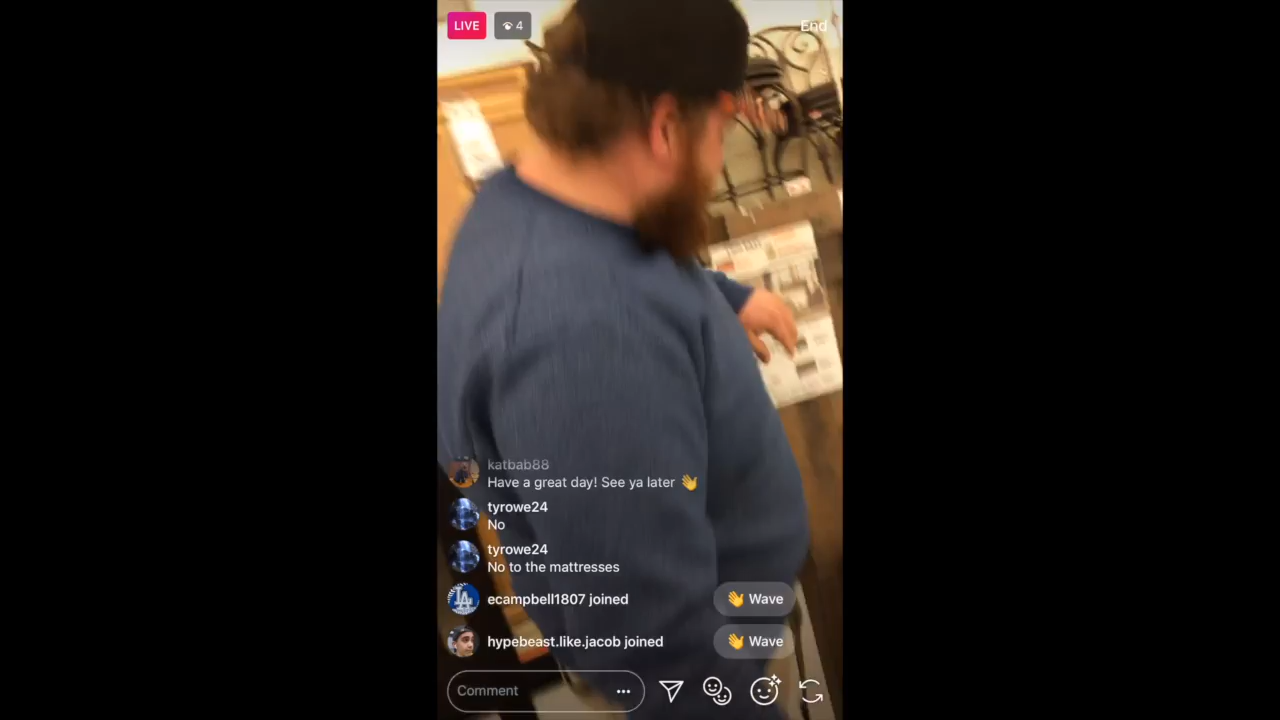 LIVE
4
End
katbab88
Have a great day! See ya later 👋
tyrowe24
No
tyrowe24
No to the mattresses
ecampbell1807 joined
👋 Wave
hypebeast.like.jacob joined
👋 Wave
Comment